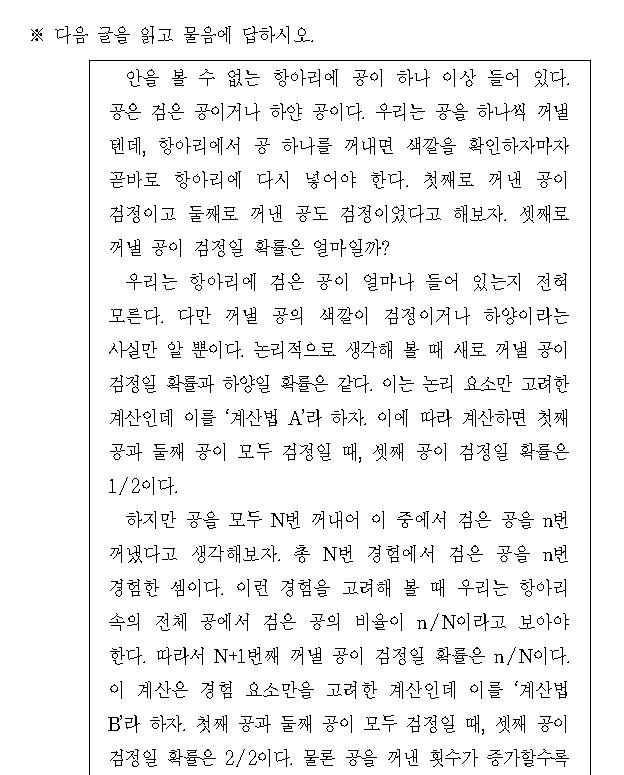 ※ 다음 글을 읽고 물음에 답하시오.
안을 볼 수 없는 항아리에 공이 하나 이상 들어 있다.
공은 검은 공이거나 하얀 공이다. 우리는 공을 하나씩 꺼낼
텐데, 항아리에서 공 하나를 꺼내면 색깔을 확인하자마자
곧바로 항아리에 다시 넣어야 한다. 첫째로 꺼낸 공이
검정이고 둘째로 꺼낸 공도 검정이었다고 해보자. 셋째로
꺼낼 공이 검정일 확률은 얼마일까?
우리는 항아리에 검은 공이 얼마나 들어 있는지 전혀
모른다. 다만 꺼낼 공의 색깔이 검정이거나 하양이라는
사실만 알 뿐이다. 논리적으로 생각해 볼 때 새로 꺼낼 공이
검정일 확률과 하양일 확률은 같다. 이는 논리 요소만 고려한
계산인데 이를 ‘계산법 A’라 하자. 이에 따라 계산하면 첫째
공과 둘째 공이 모두 검정일 때, 셋째 공이 검정일 확률은
1/2이다.
하지만 공을 모두 N번 꺼내어 이 중에서 검은 공을 n번
꺼냈다고 생각해보자. 총 N번 경험에서 검은 공을 n번
경험한 셈이다. 이런 경험을 고려해 볼 때 우리는 항아리
속의 전체 공에서 검은 공의 비율이 n/N이라고 보아야
한다. 따라서 N+1번째 꺼낼 공이 검정일 확률은 n/N이다.
이 계산은 경험 요소만을 고려한 계산인데 이를 ‘계산법
B’라 하자. 첫째 공과 둘째 공이 모두 검정일 때, 셋째 공이
검정일 확률은 2/2이다. 물론 공을 꺼낸 횟수가 증가할수록